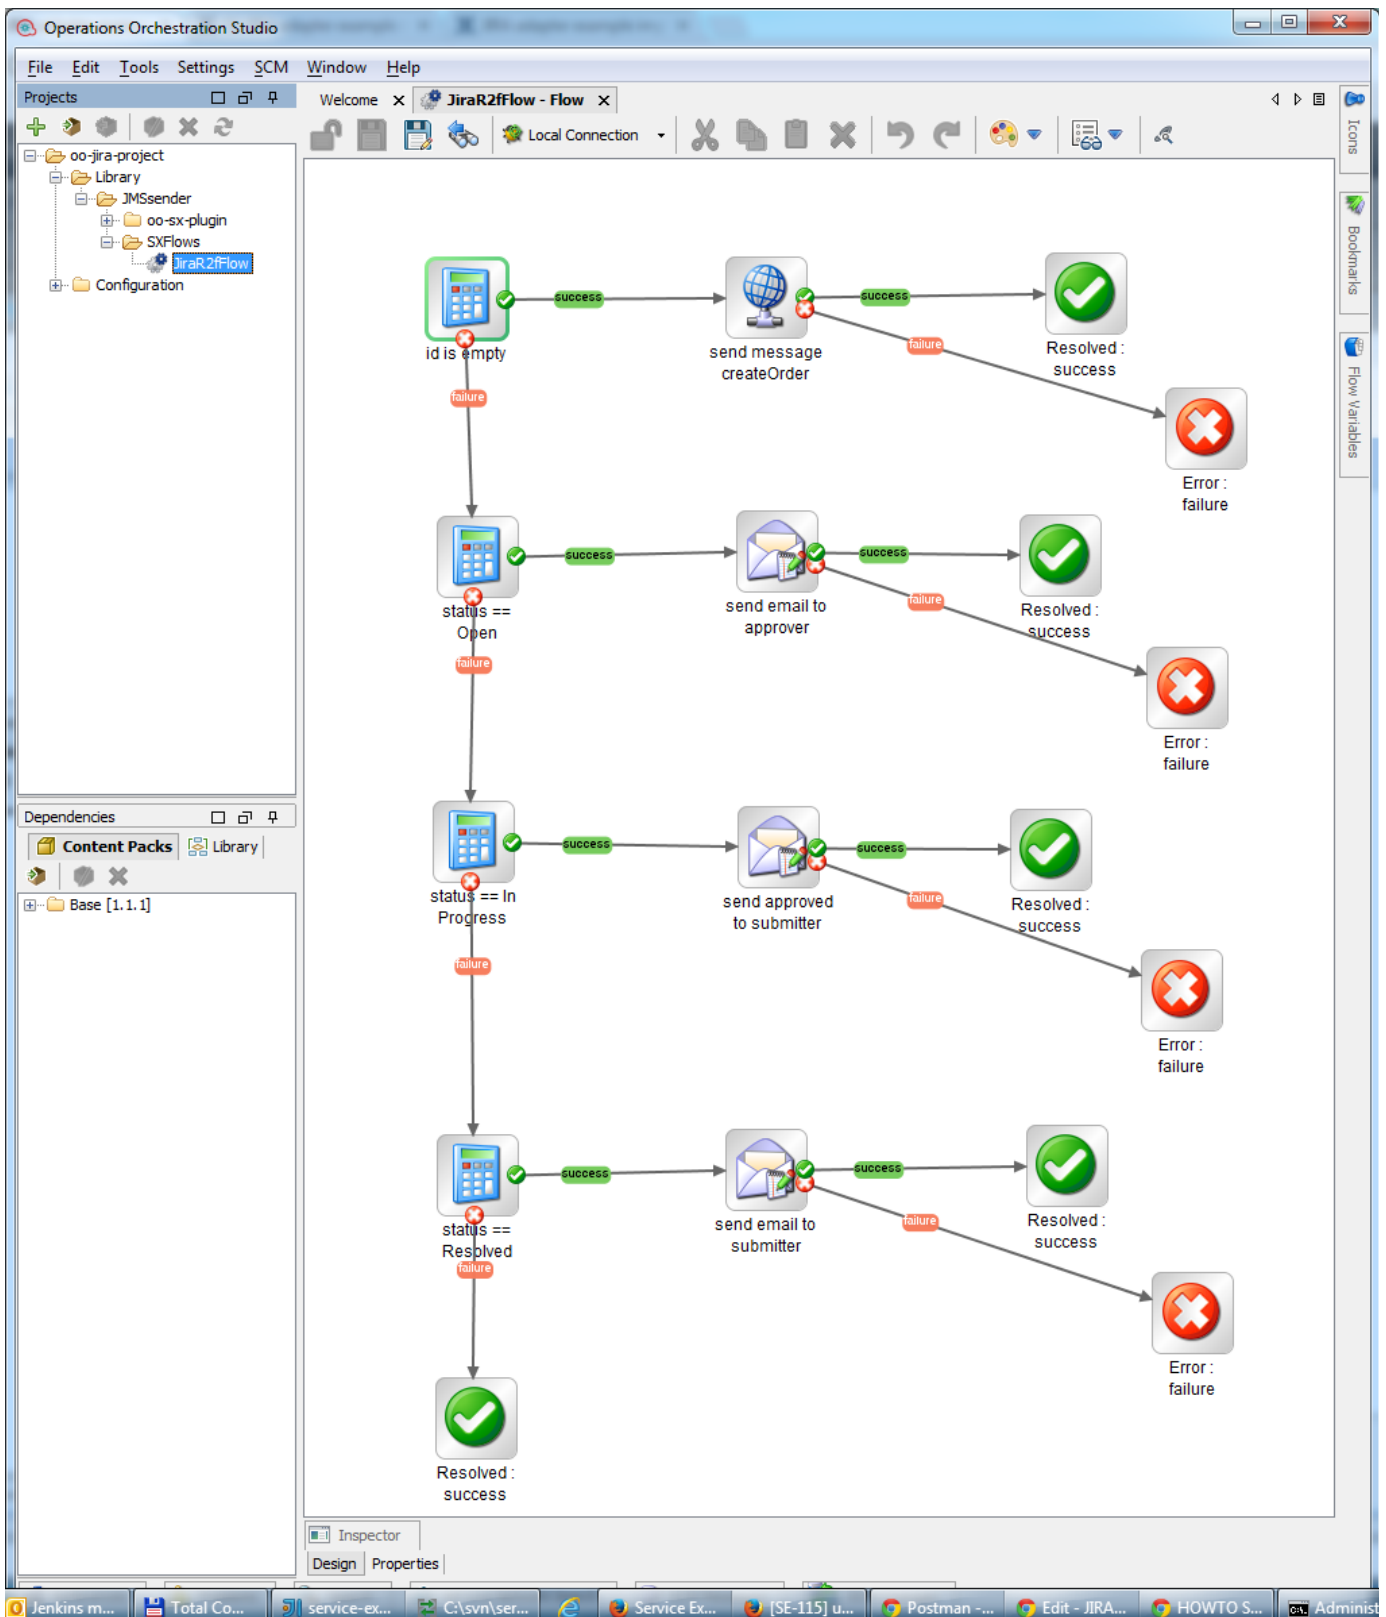 Operations Orchestration Studio
File Edit Tools Settings SCM Window Help
Projects
Welcome
JiraR2fFlow - Flow
Local Connection
oo-jira-project
Library
JMSsender
oo-sx-plugin
SXFlows
JiraR2fFlow
Configuration
Icons
Bookmarks
Flow Variables
success
success
id is empty
send message
createOrder
Resolved :
success
failure
failure
Error :
failure
success
success
status ==
Open
send email to
approver
Resolved :
success
failure
failure
Error :
failure
Dependencies
Content Packs
Library
Base [1.1.1]
success
success
status == In
Progress
send approved
to submitter
Resolved :
success
failure
failure
Error :
failure
success
success
status ==
Resolved
send email to
submitter
Resolved :
success
failure
failure
Error :
failure
Resolved :
success
Inspector
Design Properties
Jenkins m...
Total Co...
service-ex...
C:\svn\ser...
Service Ex...
[SE-115] u...
Postman -...
Edit - JIRA...
HOWTO S...
Administ